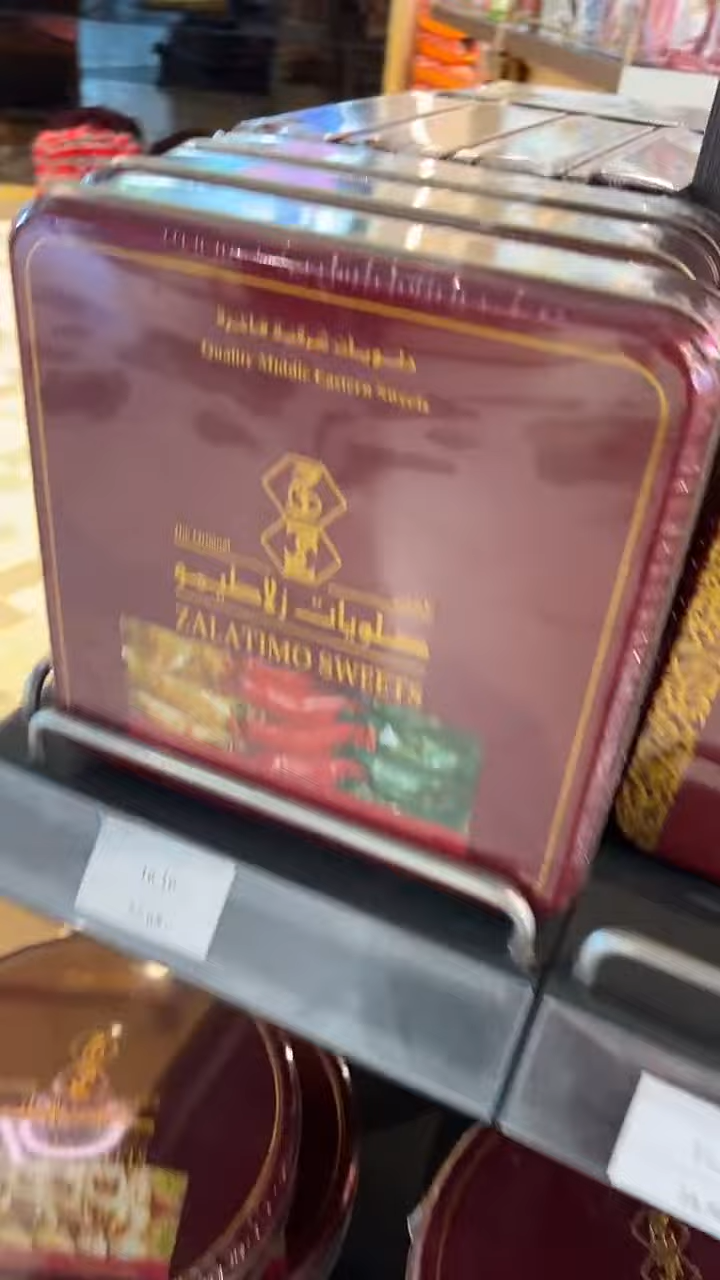 حلويات شرقية فاخرة
Quality Middle Eastern Sweets
The Original
حلويات زلاطيمو
ZALATIMO SWEETS